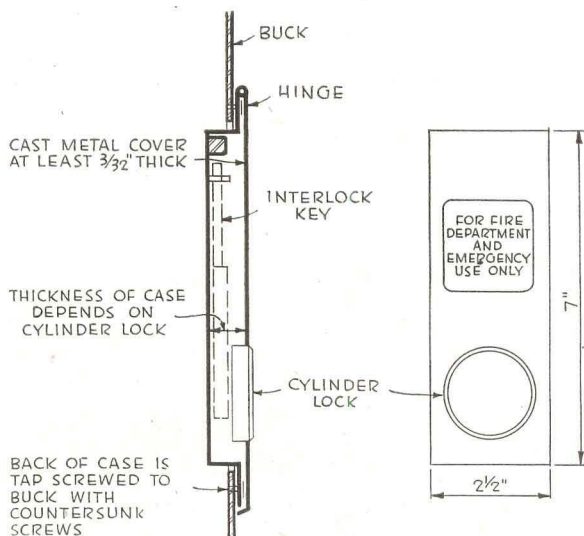 BUCK
HINGE
CAST METAL COVER
AT LEAST 3/32" THICK
INTERLOCK
KEY
THICKNESS OF CASE
DEPENDS ON
CYLINDER LOCK
CYLINDER
LOCK
BACK OF CASE IS
TAP SCREWED TO
BUCK WITH
COUNTERSUNK
SCREWS
FOR FIRE
DEPARTMENT
AND
EMERGENCY
USE ONLY
7"
2 1/2"